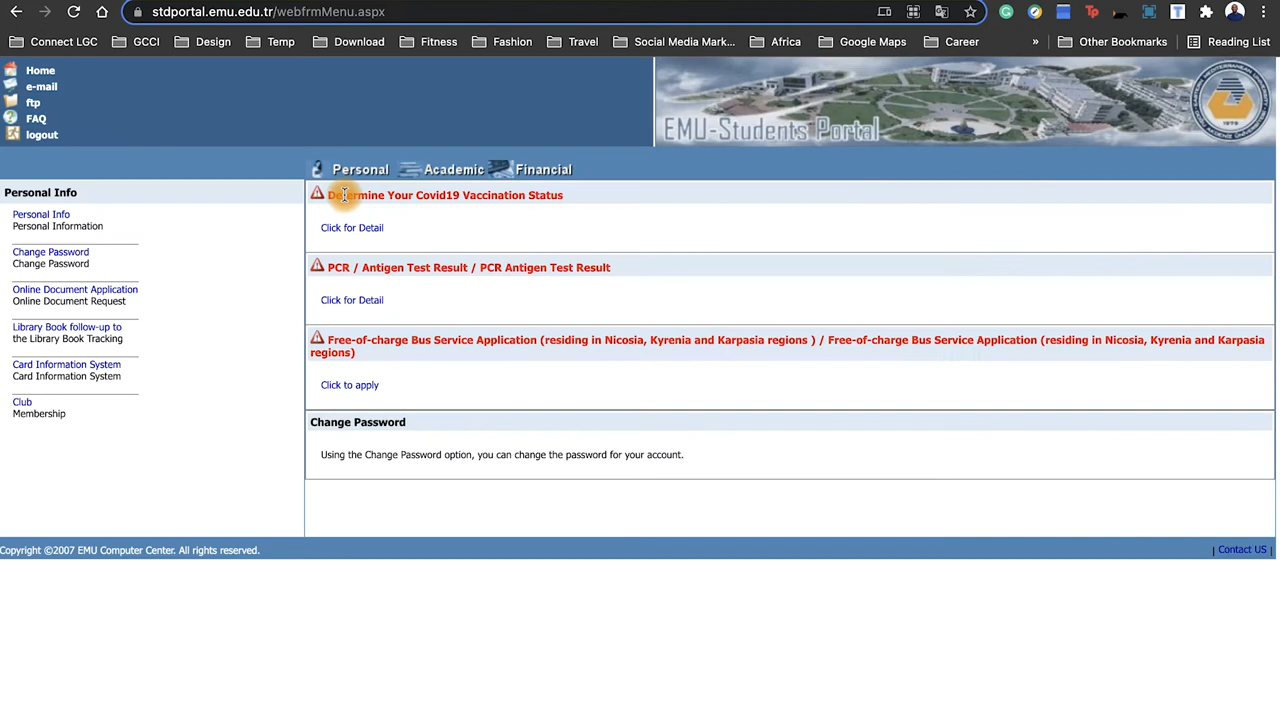 stdportal.emu.edu.tr/webfrmMenu.aspx
Connect LGC GCCI Design Temp Download Fitness Fashion Travel Social Media Mark... Africa Google Maps Career » Other Bookmarks Reading List
Home
e-mail
ftp
FAQ
logout
EMU-Students Portal
Personal Academic Financial
Personal Info
Personal Info
Personal Information
Change Password
Change Password
Online Document Application
Online Document Request
Library Book follow-up to
the Library Book Tracking
Card Information System
Card Information System
Club
Membership
Determine Your Covid19 Vaccination Status
Click for Detail
PCR / Antigen Test Result / PCR Antigen Test Result
Click for Detail
Free-of-charge Bus Service Application (residing in Nicosia, Kyrenia and Karpasia regions ) / Free-of-charge Bus Service Application (residing in Nicosia, Kyrenia and Karpasia
regions)
Click to apply
Change Password
Using the Change Password option, you can change the password for your account.
Copyright ©2007 EMU Computer Center. All rights reserved.
| Contact US |